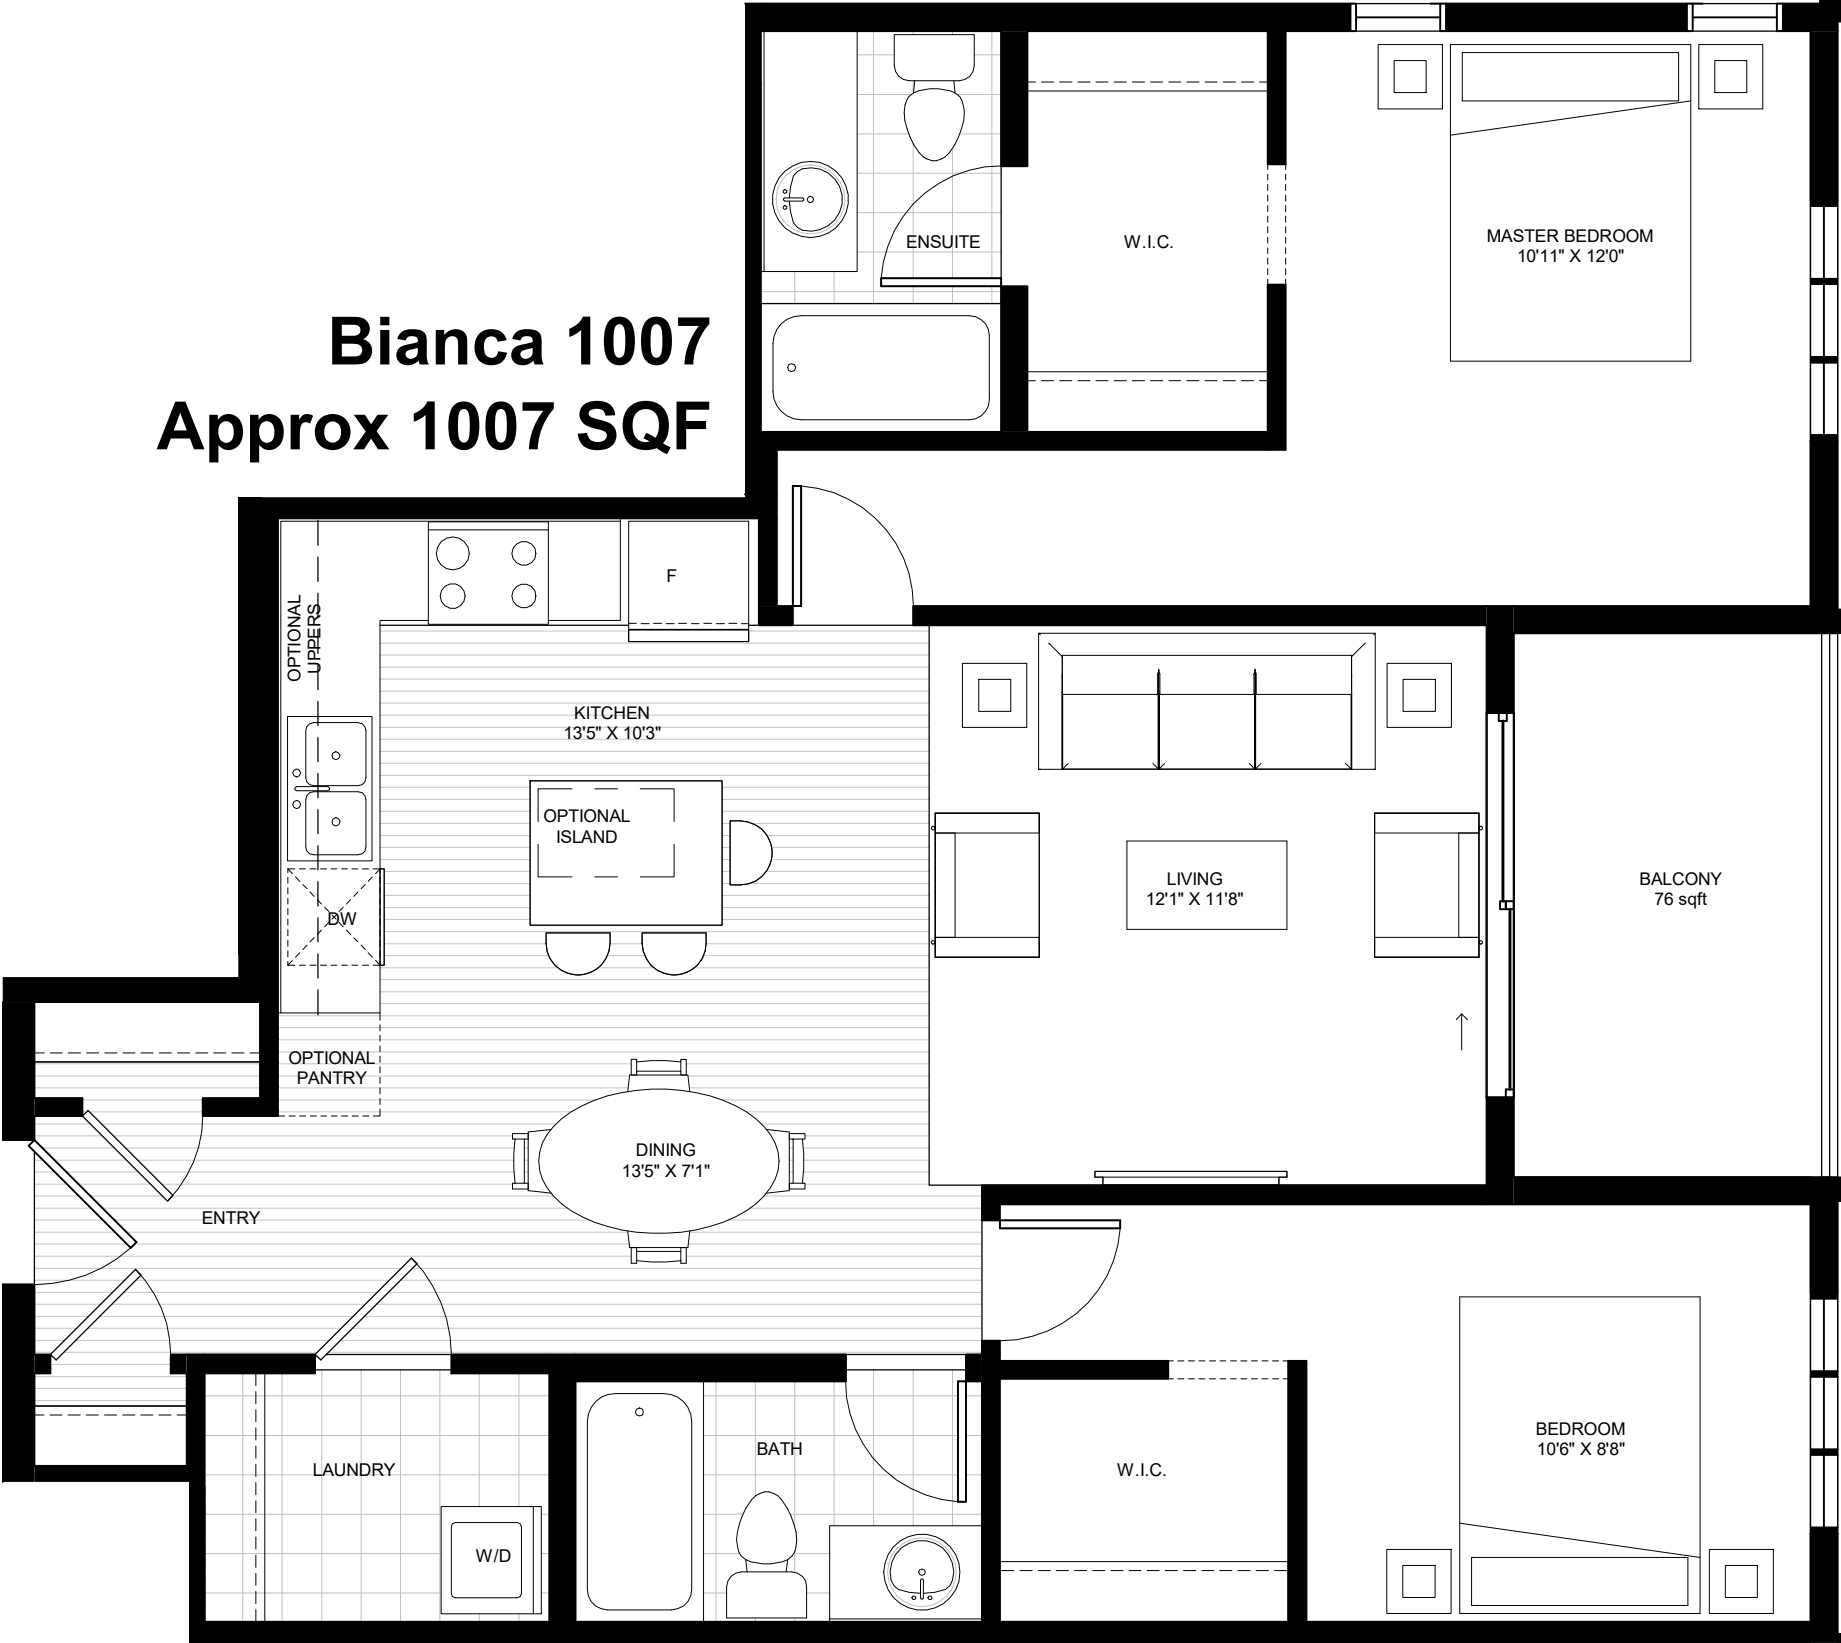 ENSUITE
W.I.C.
MASTER BEDROOM
10'11" X 12'0"
Bianca 1007
Approx 1007 SQF
F
OPTIONAL
UPPERS
KITCHEN
13'5" X 10'3"
OPTIONAL
ISLAND
DW
LIVING
12'1" X 11'8"
BALCONY
76 sqft
OPTIONAL
PANTRY
DINING
13'5" X 7'1"
ENTRY
LAUNDRY
W/D
BATH
W.I.C.
BEDROOM
10'6" X 8'8"